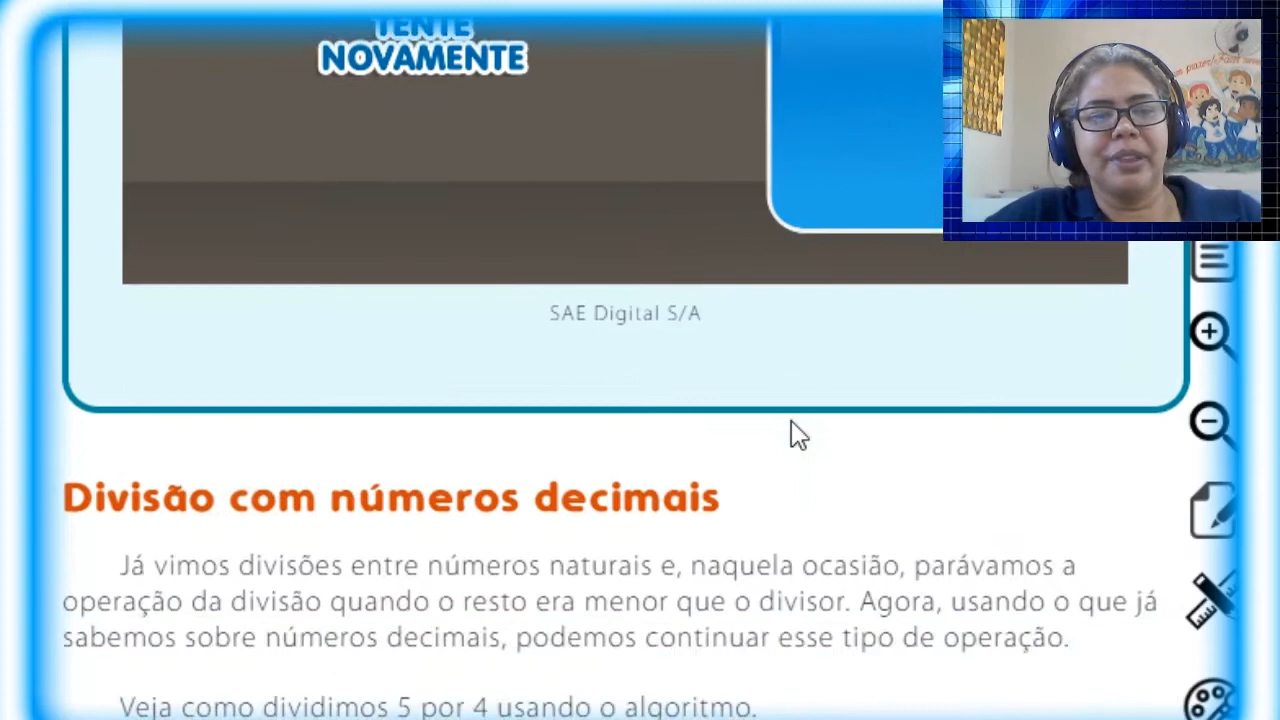 TENTE
NOVAMENTE
SAE Digital S/A
Divisão com números decimais
Já vimos divisões entre números naturais e, naquela ocasião, parávamos a
operação da divisão quando o resto era menor que o divisor. Agora, usando o que já
sabemos sobre números decimais, podemos continuar esse tipo de operação.
Veja como dividimos 5 por 4 usando o algoritmo.